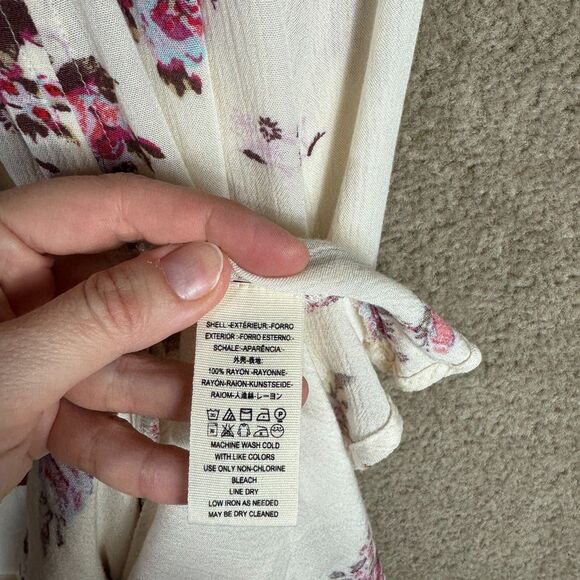 SHELL-EXTÉRIEUR-FORRO
EXTERIOR-FORRO ESTERNO-
SCHALE-APARÊNCIA-
外壳-表地
100% RAYON-RAYONNE-
RAYÓN-RAION-KUNSTSEIDE-
RAIOM-人造絲-レーヨン
MACHINE WASH COLD
WITH LIKE COLORS
USE ONLY NON-CHLORINE
BLEACH
LINE DRY
LOW IRON AS NEEDED
MAY BE DRY CLEANED